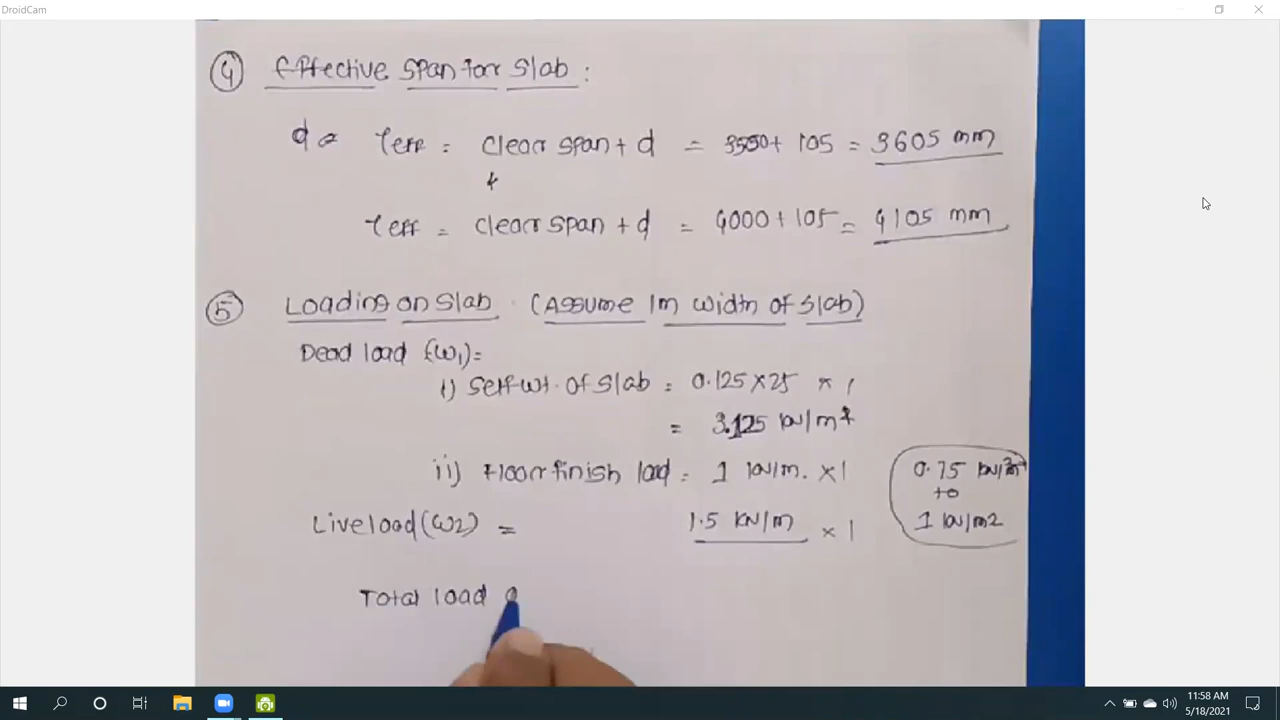 DroidCam
4 Effective Span for Slab :
d = leff = Clear span + d = 3500 + 105 = 3605 mm
&
leff = Clear span + d = 4000 + 105 = 4105 mm
5 Loading on Slab . (Assume 1m width of Slab)
Dead load (w1) =
i) Self wt. of Slab = 0.125 × 25 × 1
= 3.125 kN/m
ii) Floor finish load = 1 kN/m. × 1
0.75 kN/m2
to
1 kN/m2
Live load (w2) = 1.5 kN/m × 1
Total load
11:58 AM
5/18/2021